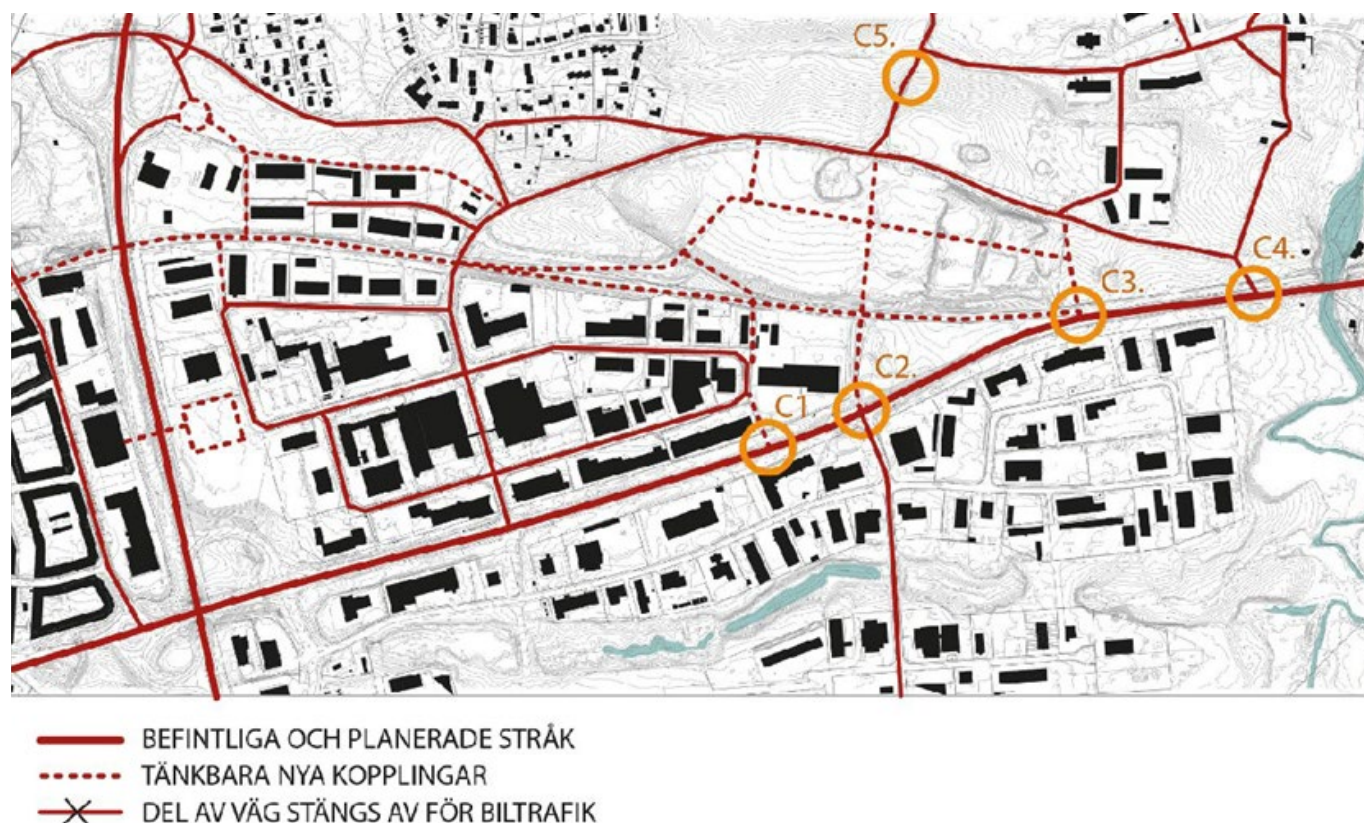 C5.
C4.
C3.
C2.
C1.
BEFINTLIGA OCH PLANERADE STRÅK
TÄNKBARA NYA KOPPLINGAR
DEL AV VÄG STÄNGS AV FÖR BILTRAFIK